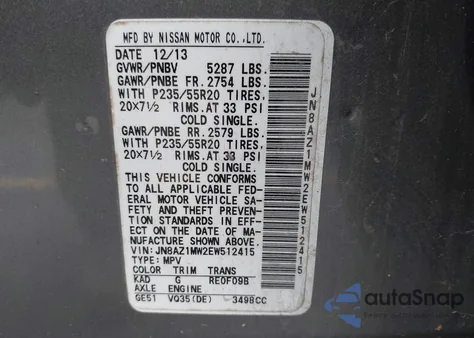 MFD BY NISSAN MOTOR CO.,LTD.
DATE 12/13
GVWR/PNBV 5287 LBS.
GAWR/PNBE FR. 2754 LBS.
WITH P235/55R20 TIRES,
20X7½ RIMS.AT 33 PSI
COLD SINGLE.
GAWR/PNBE RR. 2579 LBS.
WITH P235/55R20 TIRES,
20X7½ RIMS.AT 33 PSI
COLD SINGLE.
THIS VEHICLE CONFORMS
TO ALL APPLICABLE FED-
ERAL MOTOR VEHICLE SA-
FETY AND THEFT PREVEN-
TION STANDARDS IN EFF-
ECT ON THE DATE OF MA-
NUFACTURE SHOWN ABOVE.
VIN:JN8AZ1MW2EW512415
TYPE: MPV
COLOR TRIM TRANS
KAD G RE0F09B
AXLE ENGINE
GE51 VQ35(DE) 3498CC
JN8AZ1MW2EW512415
autoSnap
www.autosnap.com